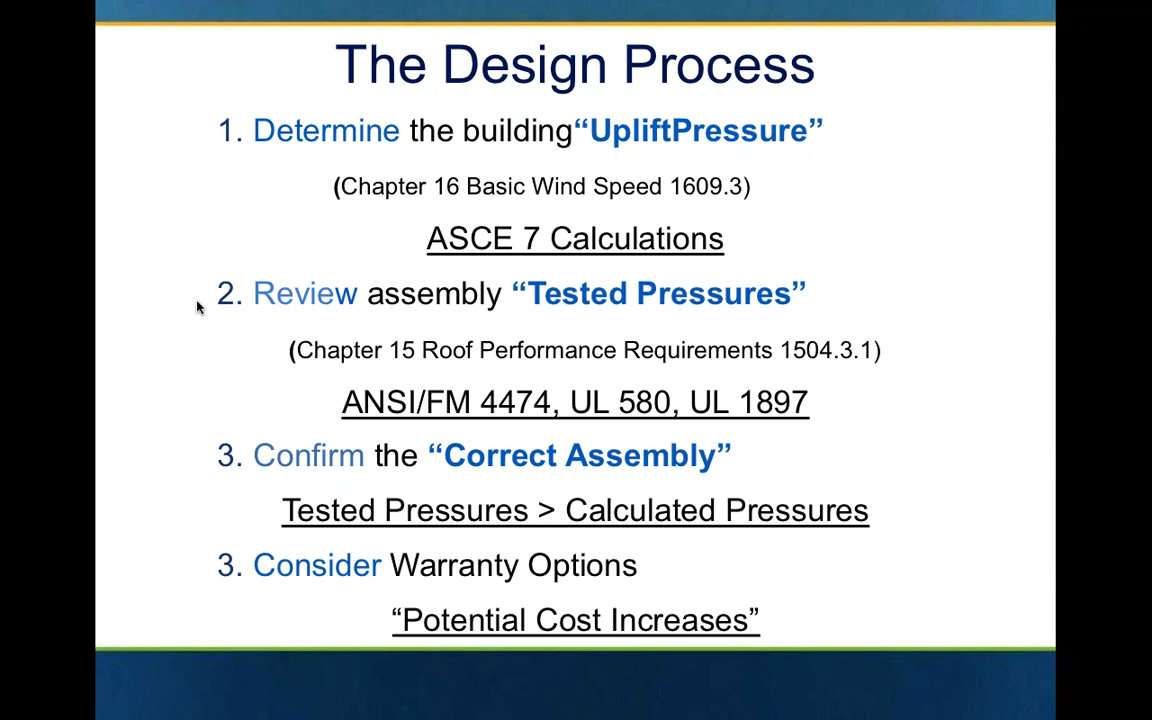 The Design Process
1. Determine the building“UpliftPressure”
(Chapter 16 Basic Wind Speed 1609.3)
ASCE 7 Calculations
2. Review assembly “Tested Pressures”
(Chapter 15 Roof Performance Requirements 1504.3.1)
ANSI/FM 4474, UL 580, UL 1897
3. Confirm the “Correct Assembly”
Tested Pressures > Calculated Pressures
3. Consider Warranty Options
“Potential Cost Increases”